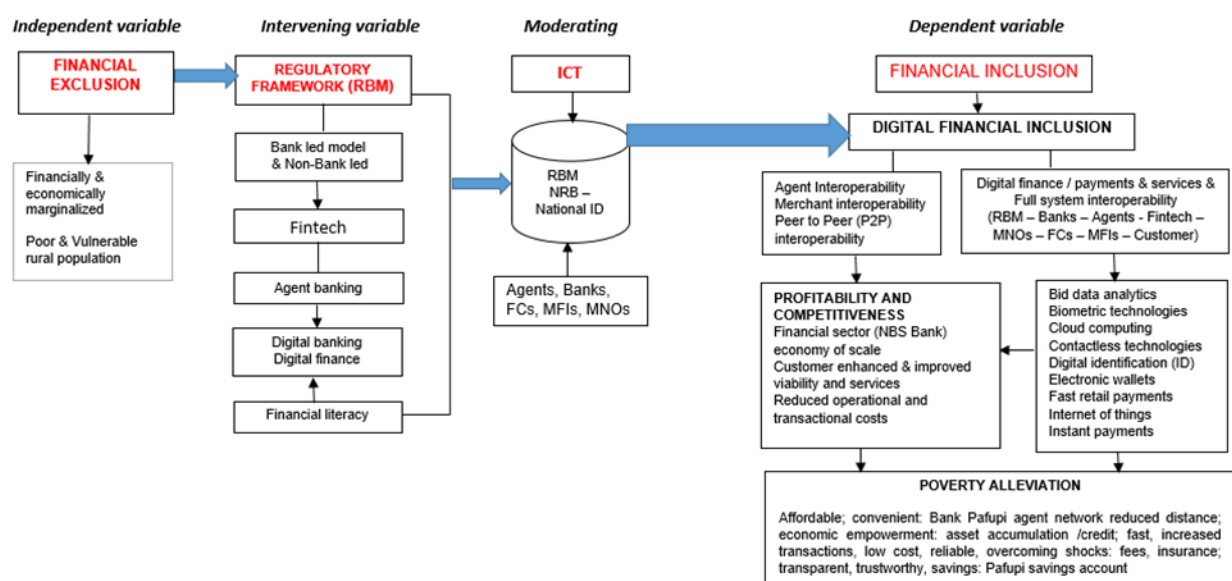 Independent variable
Intervening variable
Moderating
Dependent variable
FINANCIAL
EXCLUSION
Financially &
economically
marginalized
Poor & Vulnerable
rural population
REGULATORY
FRAMEWORK (RBM)
Bank led model
& Non-Bank led
Fintech
Agent banking
Digital banking
Digital finance
Financial literacy
ICT
RBM
NRB –
National ID
Agents, Banks,
FCs, MFIs, MNOs
FINANCIAL INCLUSION
DIGITAL FINANCIAL INCLUSION
Agent Interoperability
Merchant interoperability
Peer to Peer (P2P)
interoperability
Digital finance / payments & services &
Full system interoperability
(RBM – Banks – Agents - Fintech –
MNOs – FCs – MFIs – Customer)
PROFITABILITY AND
COMPETITIVENESS
Financial sector (NBS Bank)
economy of scale
Customer enhanced & improved
viability and services
Reduced operational and
transactional costs
Bid data analytics
Biometric technologies
Cloud computing
Contactless technologies
Digital identification (ID)
Electronic wallets
Fast retail payments
Internet of things
Instant payments
POVERTY ALLEVIATION
Affordable; convenient: Bank Pafupi agent network reduced distance;
economic empowerment: asset accumulation /credit; fast, increased
transactions, low cost, reliable, overcoming shocks: fees, insurance;
transparent, trustworthy, savings: Pafupi savings account